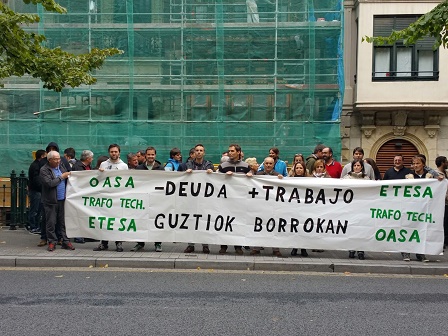 OASA
TRAFO TECH.
ETESA
-DEUDA +TRABAJO
GUZTIOK BORROKAN
ETESA
TRAFO TECH.
OASA